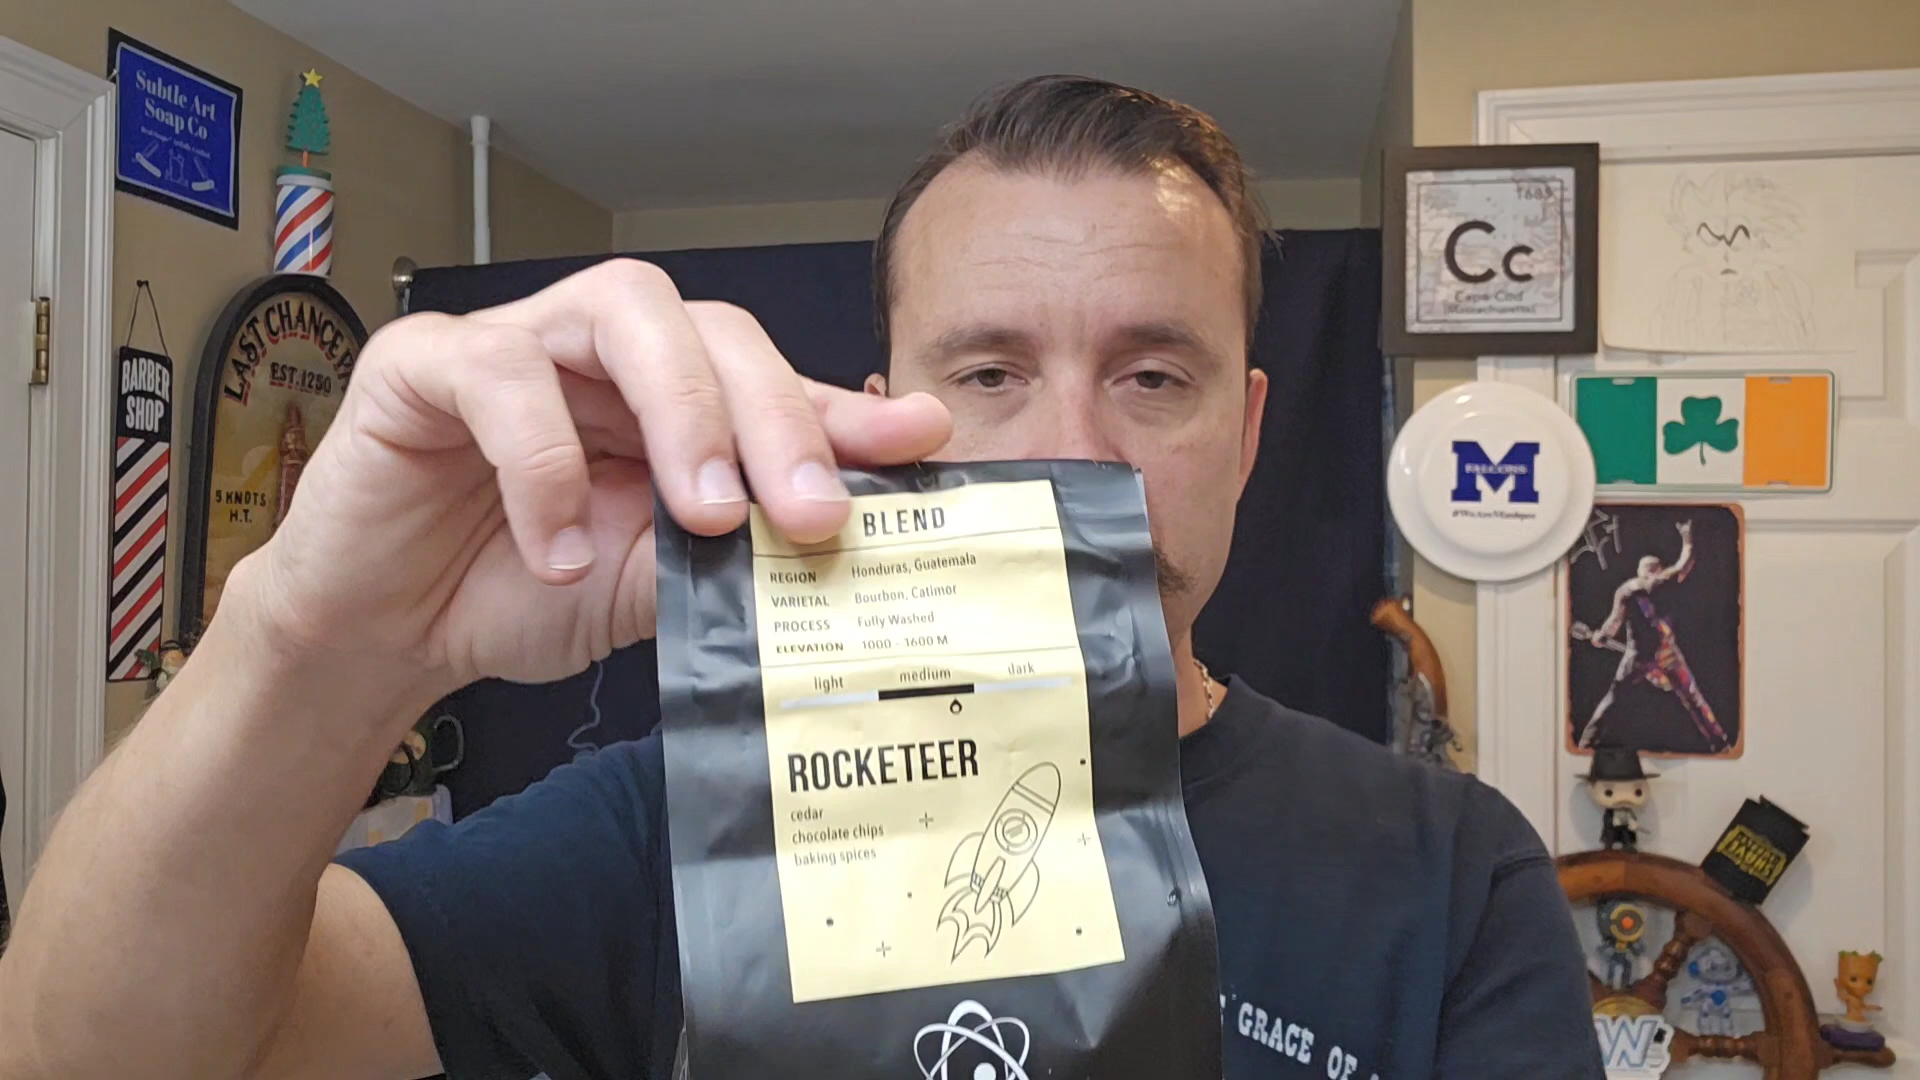 Subtle Art
Soap Co
BARBER
SHOP
LAST CHANCE
EST. 1250
5 KNOTS
H.T.
BLEND
REGION Honduras, Guatemala
VARIETAL Bourbon, Catimor
PROCESS Fully Washed
ELEVATION 1000 - 1600 M
light medium dark
ROCKETEER
cedar
chocolate chips
baking spices
GRACE OF
1685
Cc
Cape Cod
Massachusetts
M
FALCONS
W